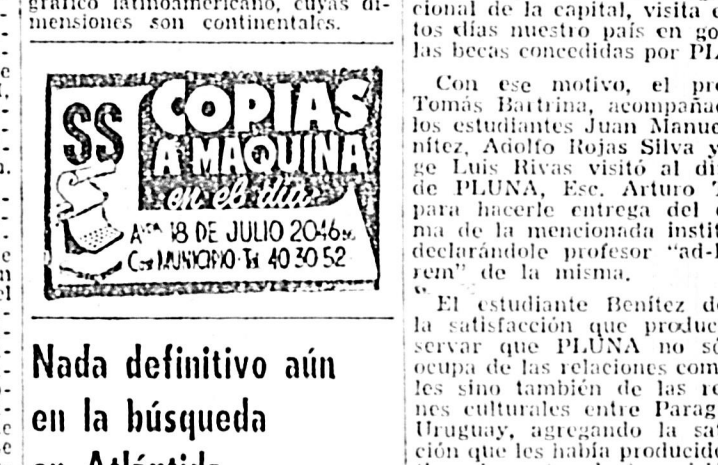 gráfico latinoamericano, cuyas di-
mensiones son continentales.
SS
COPIAS
A MAQUINA
en el día
18 DE JULIO 2046
MUNICIPIO Tel 40 30 52
Nada definitivo aún
en la búsqueda
en Atlántida
cional de la capital, visita
tos días nuestro país en go
las becas concedidas por PL
Con ese motivo, el pr
Tomás Bartrina, acompaña
los estudiantes Juan Manue
nítez, Adolfo Rojas Silva y
ge Luis Rivas visitó al di
de PLUNA, Esc. Arturo
para hacerle entrega del
ma de la mencionada instit
declarándole profesor "ad-
rem" de la misma.
El estudiante Benítez d
la satisfacción que produc
servar que PLUNA no só
ocupa de las relaciones com
les sino también de las re
nes culturales entre Parag
Uruguay, agregando la sa
ción que les había producid